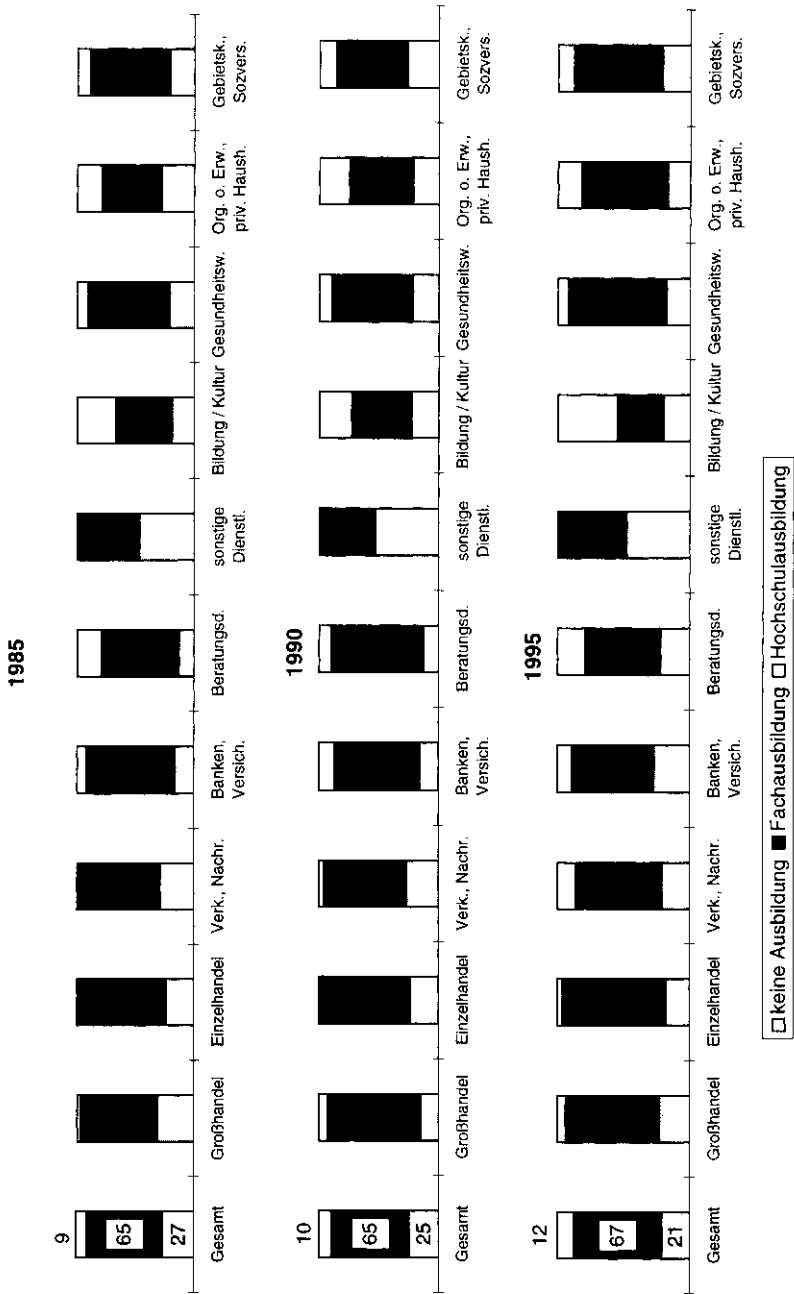 1985
9
65
27
Gesamt
Großhandel
Einzelhandel
Verk., Nachr.
Banken,
Versich.
Beratungsd.
sonstige
Dienstl.
Bildung / Kultur
Gesundheitsw.
Org. o. Erw.,
priv. Haush.
Gebietsk.,
Sozvers.
1990
10
65
25
Gesamt
Großhandel
Einzelhandel
Verk., Nachr.
Banken,
Versich.
Beratungsd.
sonstige
Dienstl.
Bildung / Kultur
Gesundheitsw.
Org. o. Erw.,
priv. Haush.
Gebietsk.,
Sozvers.
1995
12
67
21
Gesamt
Großhandel
Einzelhandel
Verk., Nachr.
Banken,
Versich.
Beratungsd.
sonstige
Dienstl.
Bildung / Kultur
Gesundheitsw.
Org. o. Erw.,
priv. Haush.
Gebietsk.,
Sozvers.
keine Ausbildung Fachausbildung Hochschulausbildung